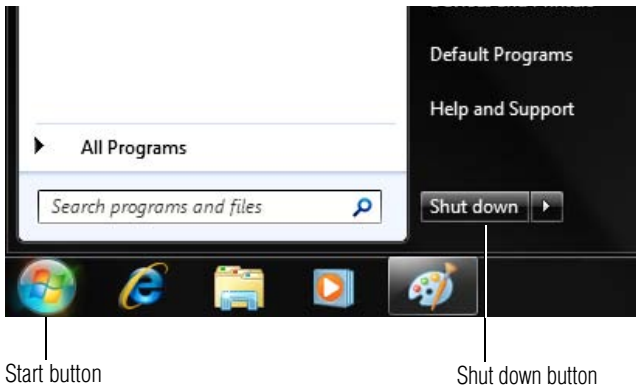 Default Programs
Help and Support
All Programs
Search programs and files
Shut down
Start button
Shut down button